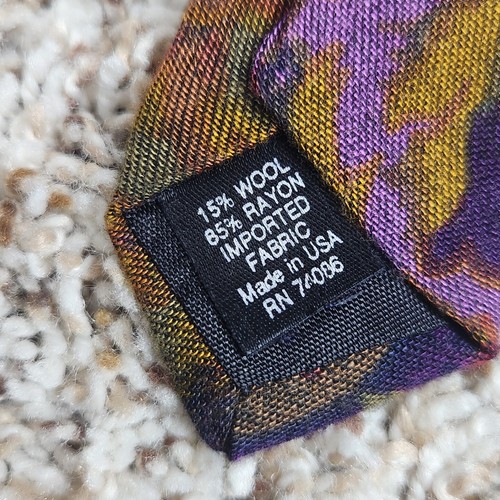 15% WOOL
85% RAYON
IMPORTED
FABRIC
Made in USA
RN 74086